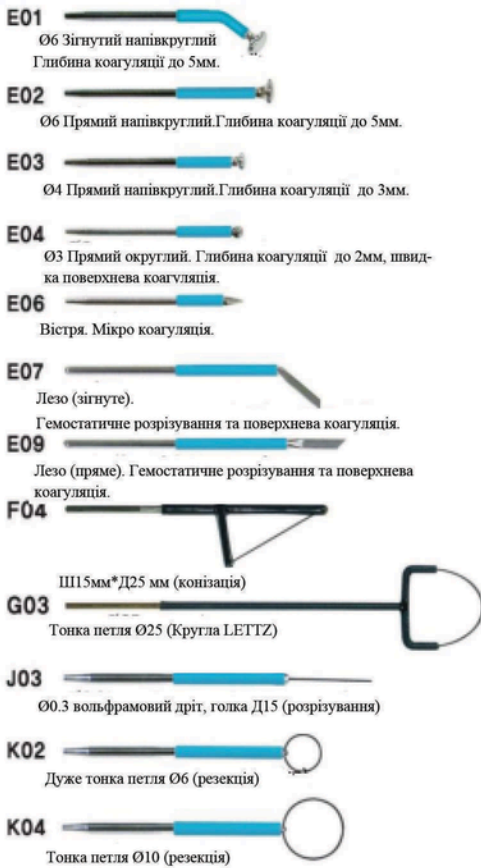 E01
Ø6 Зігнутий напівкруглий
Глибина коагуляції до 5мм.
E02
Ø6 Прямий напівкруглий.Глибина коагуляції до 5мм.
E03
Ø4 Прямий напівкруглий.Глибина коагуляції до 3мм.
E04
Ø3 Прямий округлий. Глибина коагуляції до 2мм, швид-
ка поверхнева коагуляція.
E06
Вістря. Мікро коагуляція.
E07
Лезо (зігнуте).
Гемостатичне розрізування та поверхнева коагуляція.
E09
Лезо (пряме). Гемостатичне розрізування та поверхнева
коагуляція.
F04
Ш15мм*Д25 мм (конізація)
G03
Тонка петля Ø25 (Кругла LETTZ)
J03
Ø0.3 вольфрамовий дріт, голка Д15 (розрізування)
K02
Дуже тонка петля Ø6 (резекція)
K04
Тонка петля Ø10 (резекція)